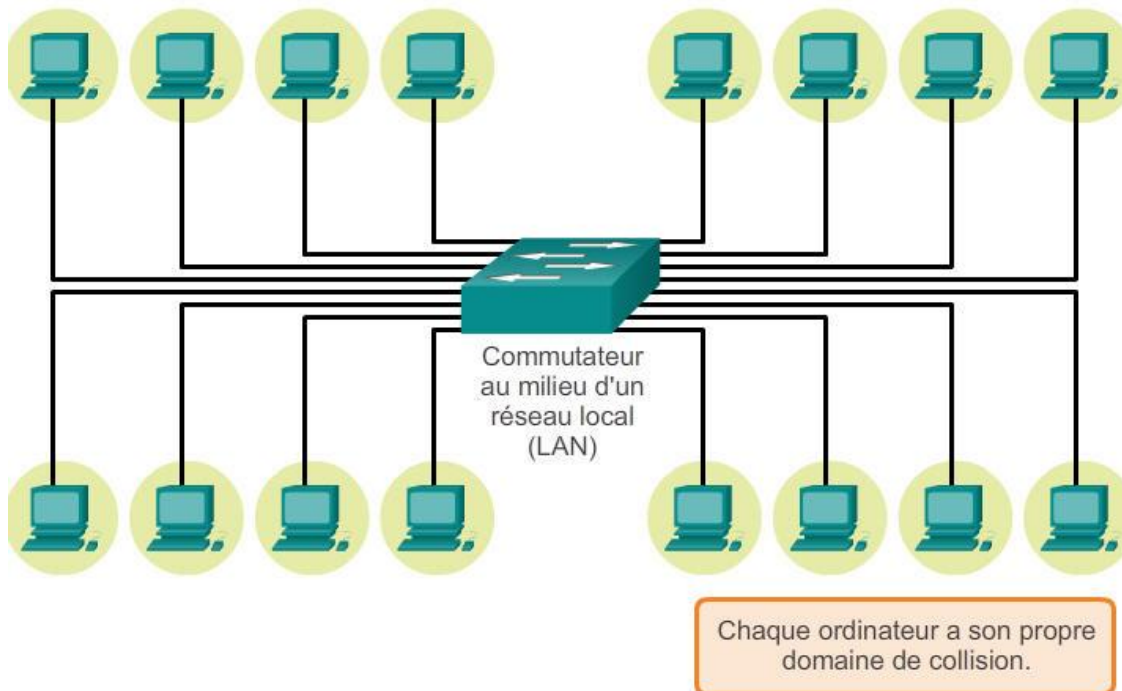 Commutateur
au milieu d'un
réseau local
(LAN)
Chaque ordinateur a son propre
domaine de collision.